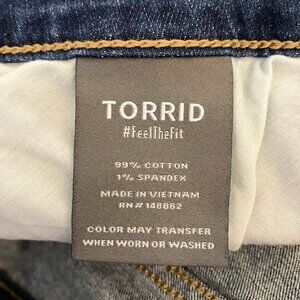 TORRID
#FeelTheFit
99% COTTON
1% SPANDEX
MADE IN VIETNAM
RN# 148862
COLOR MAY TRANSFER
WHEN WORN OR WASHED